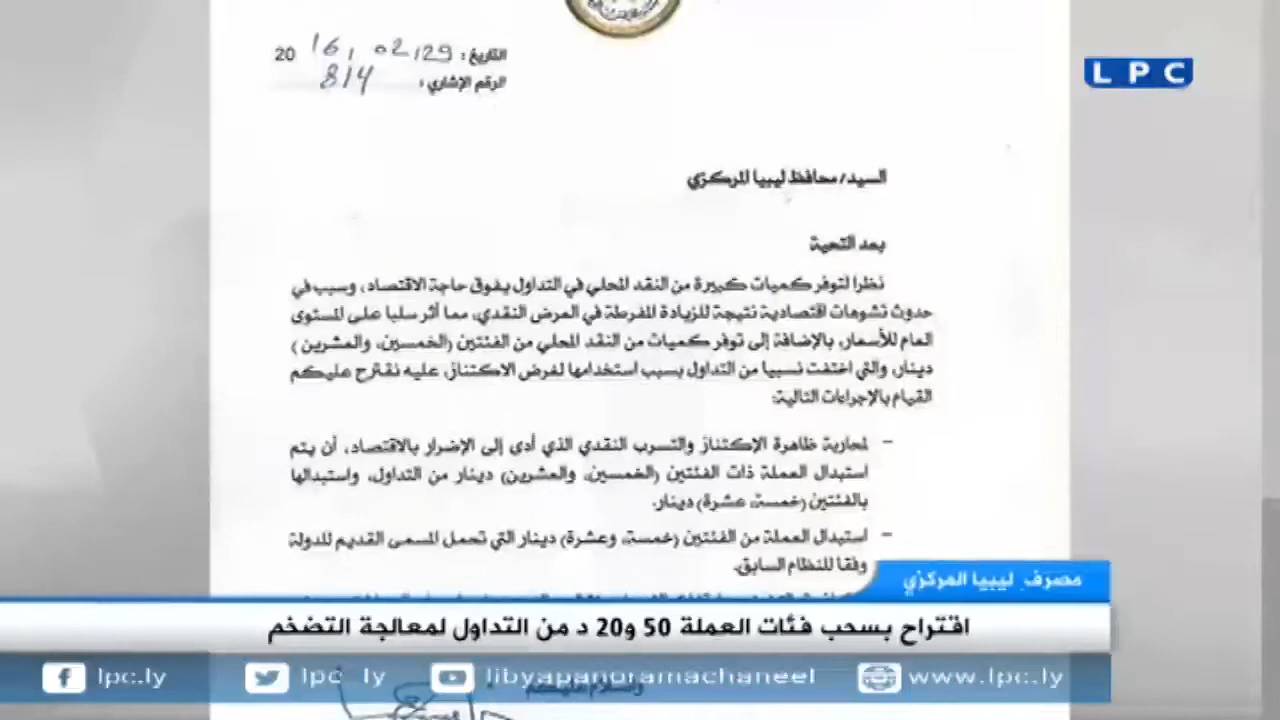 التاريخ : 29/ 02/ 16 20
الرقم الإشاري : 814
LPC
السيد/ محافظ ليبيا المركزي
بعد التحية
نظرا لتوفر كميات كبيرة من النقد المحلي في التداول يفوق حاجة الاقتصاد، وسبب في
حدوث تشوهات اقتصادية نتيجة للزيادة المفرطة في العرض النقدي، مما أثر سلبا على المستوى
العام للأسعار، بالإضافة إلى توفر كميات من النقد المحلي من الفئتين (الخمسين، والعشرين )
دينار، والتي اختفت نسبيا من التداول بسبب استخدامها لغرض الاكتناز، عليه نقترح عليكم
القيام بالإجراءات التالية:
- لمحاربة ظاهرة الإكتناز والتسرب النقدي الذي أدى إلى الإضرار بالاقتصاد، أن يتم
استبدال العملة ذات الفئتين (الخمسين، والعشرين) دينار من التداول، واستبدالها
بالفئتين (خمسة، عشرة) دينار.
- استبدال العملة من الفئتين (خمسة، وعشرة) دينار التي تحمل المسمى القديم للدولة
وفقا للنظام السابق.
مصرف ليبيا المركزي
اقتراح بسحب فئات العملة 50 و20 د من التداول لمعالجة التضخم
lpc.ly lpc_ly libyapanoramachaneel www.lpc.ly
والسلام عليكم